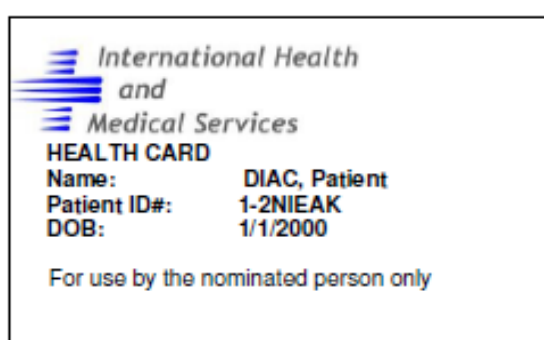 International Health
and
Medical Services
HEALTH CARD
Name: DIAC, Patient
Patient ID#: 1-2NIEAK
DOB: 1/1/2000
For use by the nominated person only